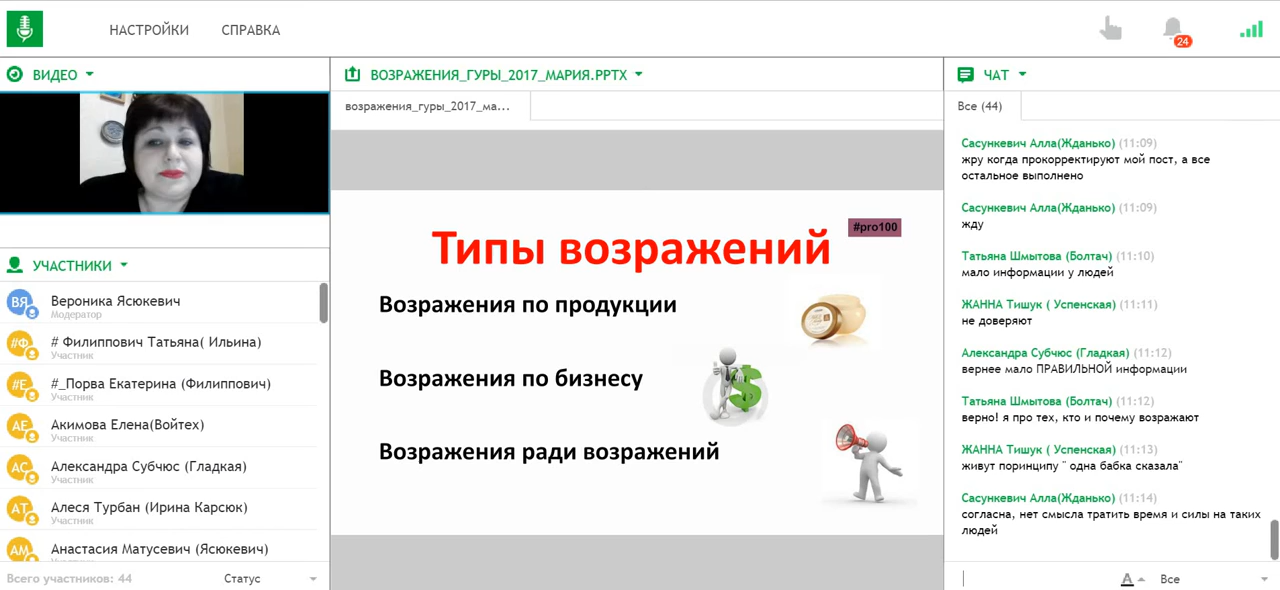 НАСТРОЙКИ СПРАВКА
24
ВИДЕО
ВОЗРАЖЕНИЯ_ГУРЫ_2017_МАРИЯ.PPTX
ЧАТ
возражения_гуры_2017_ма...
Все (44)
УЧАСТНИКИ
ВЯ
Вероника Ясюкевич
Модератор
#Ф
# Филиппович Татьяна( Ильина)
Участник
#Е
#_Порва Екатерина (Филиппович)
Участник
АЕ
Акимова Елена(Войтех)
Участник
АС
Александра Субчюс (Гладкая)
Участник
АТ
Алеся Турбан (Ирина Карсюк)
Участник
АМ
Анастасия Матусевич (Ясюкевич)
Всего участников: 44
Статус
#pro100
Типы возражений
Возражения по продукции
Возражения по бизнесу
Возражения ради возражений
Сасункевич Алла(Жданько) (11:09)
жру когда прокорректируют мой пост, а все
остальное выполнено
Сасункевич Алла(Жданько) (11:09)
жду
Татьяна Шмытова (Болтач) (11:10)
мало информации у людей
ЖАННА Тишук ( Успенская) (11:11)
не доверяют
Александра Субчюс (Гладкая) (11:12)
вернее мало ПРАВИЛЬНОЙ информации
Татьяна Шмытова (Болтач) (11:12)
верно! я про тех, кто и почему возражают
ЖАННА Тишук ( Успенская) (11:13)
живут поринципу " одна бабка сказала"
Сасункевич Алла(Жданько) (11:14)
согласна, нет смысла тратить время и силы на таких
людей
A
Все